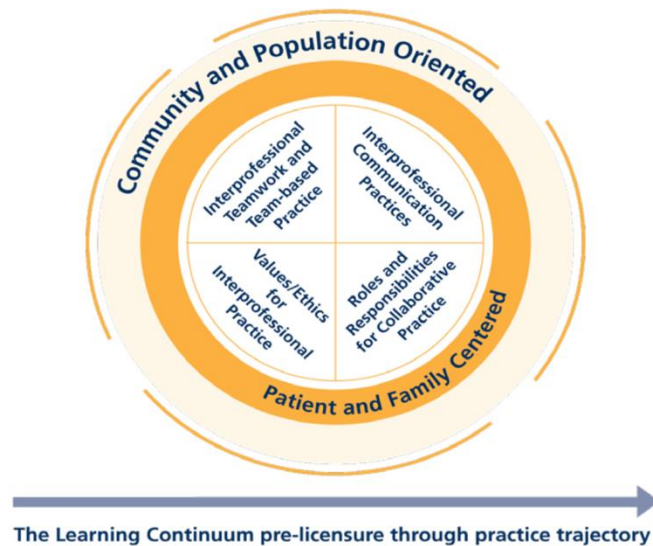 Community and Population Oriented
Interprofessional
Teamwork and
Team-based
Practice
Interprofessional
Communication
Practices
Values/Ethics
for
Interprofessional
Practice
Roles and
Responsibilities
for Collaborative
Practice
Patient and Family Centered
The Learning Continuum pre-licensure through practice trajectory